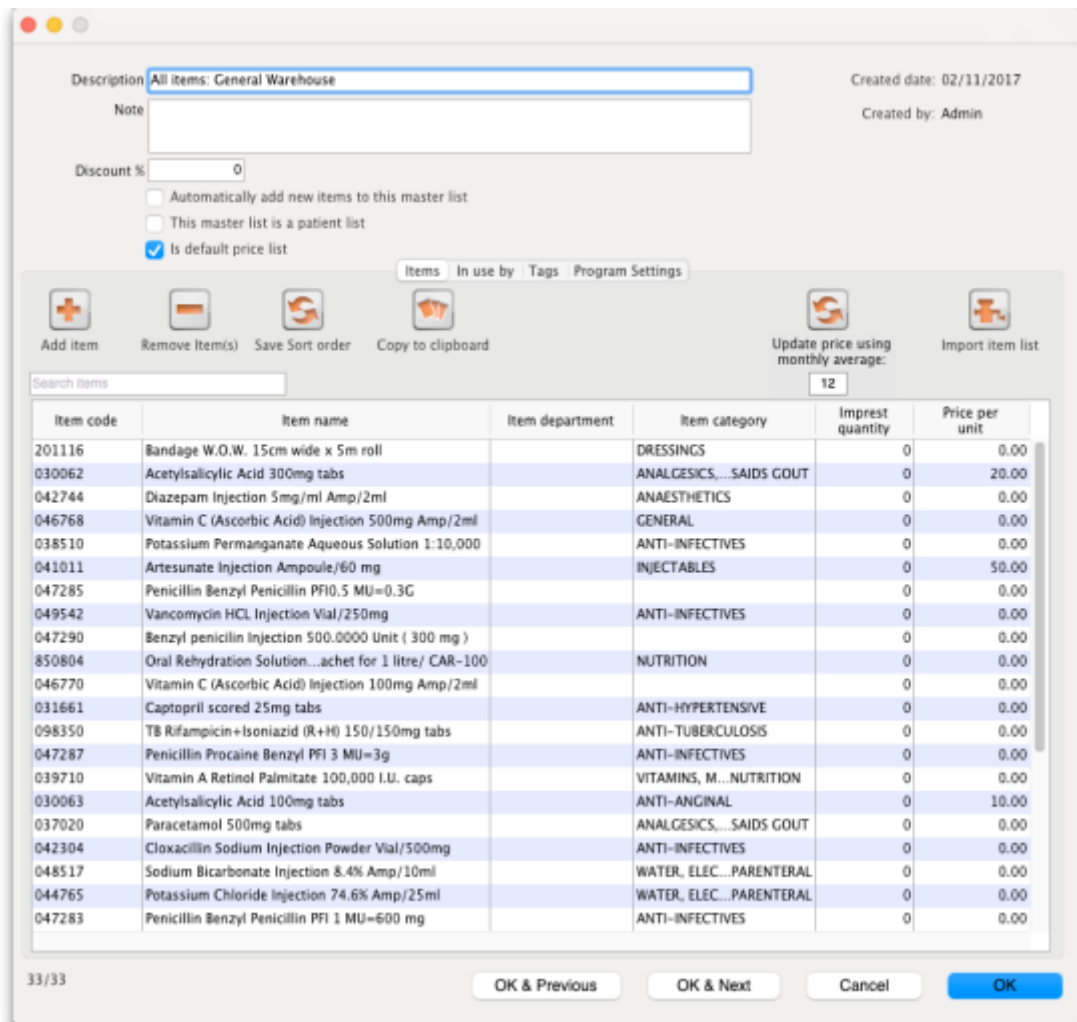 Description All items: General Warehouse Created date: 02/11/2017
Note Created by: Admin
Discount % 0
Automatically add new items to this master list
This master list is a patient list
Is default price list
Items In use by Tags Program Settings
Add item Remove Item(s) Save Sort order Copy to clipboard Update price using monthly average: Import item list
Search items 12
Item code Item name Item department Item category Imprest quantity Price per unit
201116 Bandage W.O.W. 15cm wide x 5m roll DRESSINGS 0 0.00
030062 Acetylsalicylic Acid 300mg tabs ANALGESICS,...SAIDS GOUT 0 20.00
042744 Diazepam Injection 5mg/ml Amp/2ml ANAESTHETICS 0 0.00
046768 Vitamin C (Ascorbic Acid) Injection 500mg Amp/2ml GENERAL 0 0.00
038510 Potassium Permanganate Aqueous Solution 1:10,000 ANTI-INFECTIVES 0 0.00
041011 Artesunate Injection Ampoule/60 mg INJECTABLES 0 50.00
047285 Penicillin Benzyl Penicillin PFI0.5 MU=0.3G 0 0.00
049542 Vancomycin HCL Injection Vial/250mg ANTI-INFECTIVES 0 0.00
047290 Benzyl penicilin Injection 500.0000 Unit ( 300 mg ) 0 0.00
850804 Oral Rehydration Solution...achet for 1 litre/ CAR-100 NUTRITION 0 0.00
046770 Vitamin C (Ascorbic Acid) Injection 100mg Amp/2ml 0 0.00
031661 Captopril scored 25mg tabs ANTI-HYPERTENSIVE 0 0.00
098350 TB Rifampicin+Isoniazid (R+H) 150/150mg tabs ANTI-TUBERCULOSIS 0 0.00
047287 Penicillin Procaine Benzyl PFI 3 MU=3g ANTI-INFECTIVES 0 0.00
039710 Vitamin A Retinol Palmitate 100,000 I.U. caps VITAMINS, M...NUTRITION 0 0.00
030063 Acetylsalicylic Acid 100mg tabs ANTI-ANGINAL 0 10.00
037020 Paracetamol 500mg tabs ANALGESICS,...SAIDS GOUT 0 0.00
042304 Cloxacillin Sodium Injection Powder Vial/500mg ANTI-INFECTIVES 0 0.00
048517 Sodium Bicarbonate Injection 8.4% Amp/10ml WATER, ELEC...PARENTERAL 0 0.00
044765 Potassium Chloride Injection 74.6% Amp/25ml WATER, ELEC...PARENTERAL 0 0.00
047283 Penicillin Benzyl Penicillin PFI 1 MU=600 mg ANTI-INFECTIVES 0 0.00
33/33 OK & Previous OK & Next Cancel OK